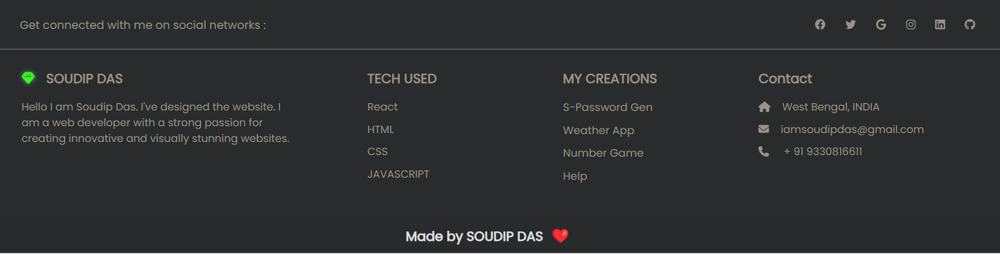 Get connected with me on social networks :
SOUDIP DAS
Hello I am Soudip Das. I've designed the website. I
am a web developer with a strong passion for
creating innovative and visually stunning websites.
TECH USED
React
HTML
CSS
JAVASCRIPT
MY CREATIONS
S-Password Gen
Weather App
Number Game
Help
Contact
West Bengal, INDIA
iamsoudipdas@gmail.com
+ 91 9330816611
Made by SOUDIP DAS